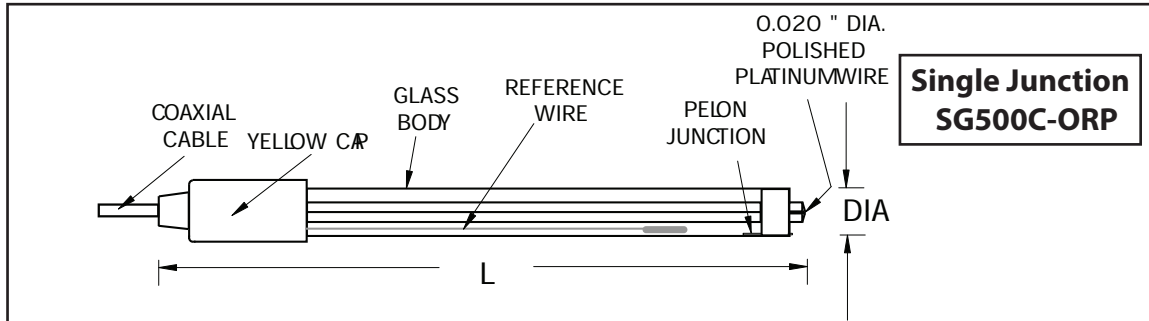 0.020 " DIA.
POLISHED
PLATINUMWIRE
Single Junction
SG500C-ORP
COAXIAL
CABLE
YELLOW CAP
GLASS
BODY
REFERENCE
WIRE
PELON
JUNCTION
DIA
L